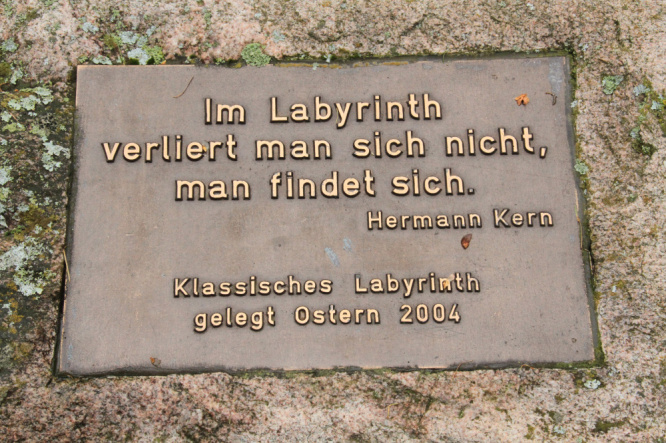 Im Labyrinth
verliert man sich nicht,
man findet sich.
Hermann Kern
Klassisches Labyrinth
gelegt Ostern 2004